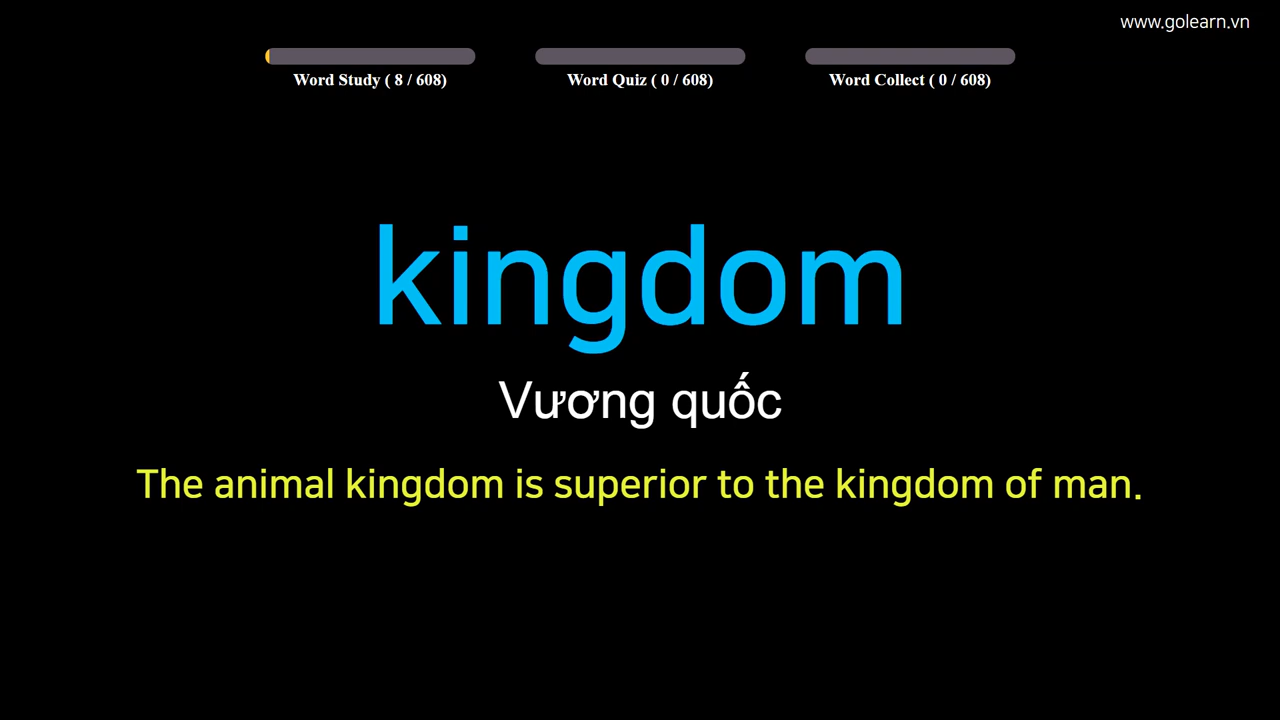 www.golearn.vn
Word Study ( 8 / 608)
Word Quiz ( 0 / 608)
Word Collect ( 0 / 608)
kingdom
Vương quốc
The animal kingdom is superior to the kingdom of man.